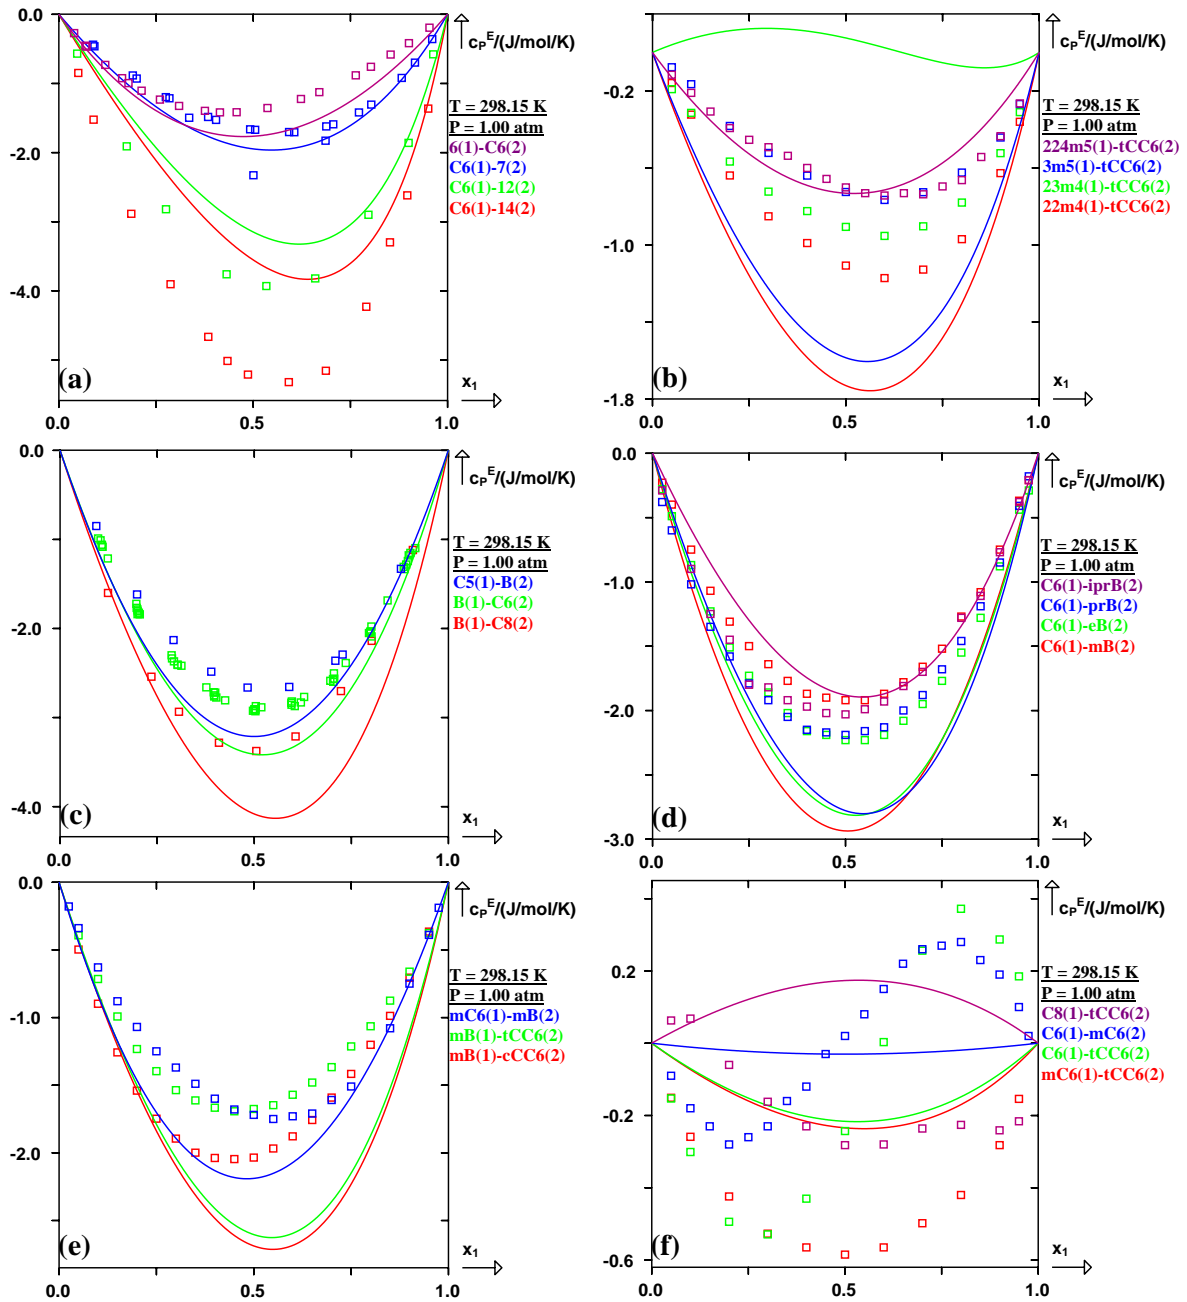 0.0
-2.0
-4.0
cP^E/(J/mol/K)
T = 298.15 K
P = 1.00 atm
6(1)-C6(2)
C6(1)-7(2)
C6(1)-12(2)
C6(1)-14(2)
(a)
x1
0.0 0.5 1.0
-0.2
-1.0
-1.8
cP^E/(J/mol/K)
T = 298.15 K
P = 1.00 atm
224m5(1)-tCC6(2)
3m5(1)-tCC6(2)
23m4(1)-tCC6(2)
22m4(1)-tCC6(2)
(b)
x1
0.0 0.5 1.0
0.0
-2.0
-4.0
cP^E/(J/mol/K)
T = 298.15 K
P = 1.00 atm
C5(1)-B(2)
B(1)-C6(2)
B(1)-C8(2)
(c)
x1
0.0 0.5 1.0
0.0
-1.0
-2.0
-3.0
cP^E/(J/mol/K)
T = 298.15 K
P = 1.00 atm
C6(1)-iprB(2)
C6(1)-prB(2)
C6(1)-eB(2)
C6(1)-mB(2)
(d)
x1
0.0 0.5 1.0
0.0
-1.0
-2.0
cP^E/(J/mol/K)
T = 298.15 K
P = 1.00 atm
mC6(1)-mB(2)
mB(1)-tCC6(2)
mB(1)-cCC6(2)
(e)
x1
0.0 0.5 1.0
0.2
-0.2
-0.6
cP^E/(J/mol/K)
T = 298.15 K
P = 1.00 atm
C8(1)-tCC6(2)
C6(1)-mC6(2)
C6(1)-tCC6(2)
mC6(1)-tCC6(2)
(f)
x1
0.0 0.5 1.0